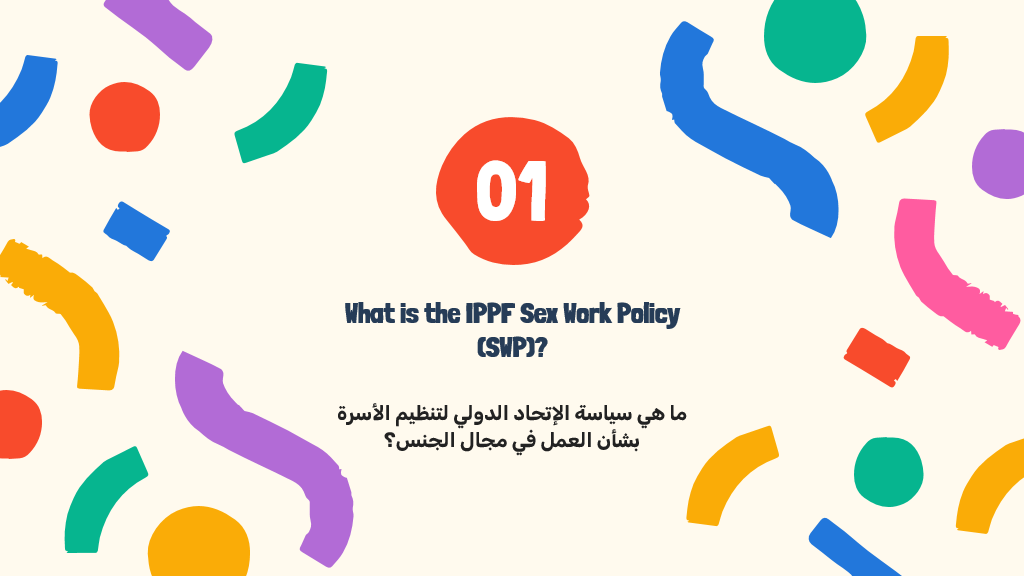 01
What is the IPPF Sex Work Policy
(SWP)?
ما هي سياسة الإتحاد الدولي لتنظيم الأسرة
بشأن العمل في مجال الجنس؟